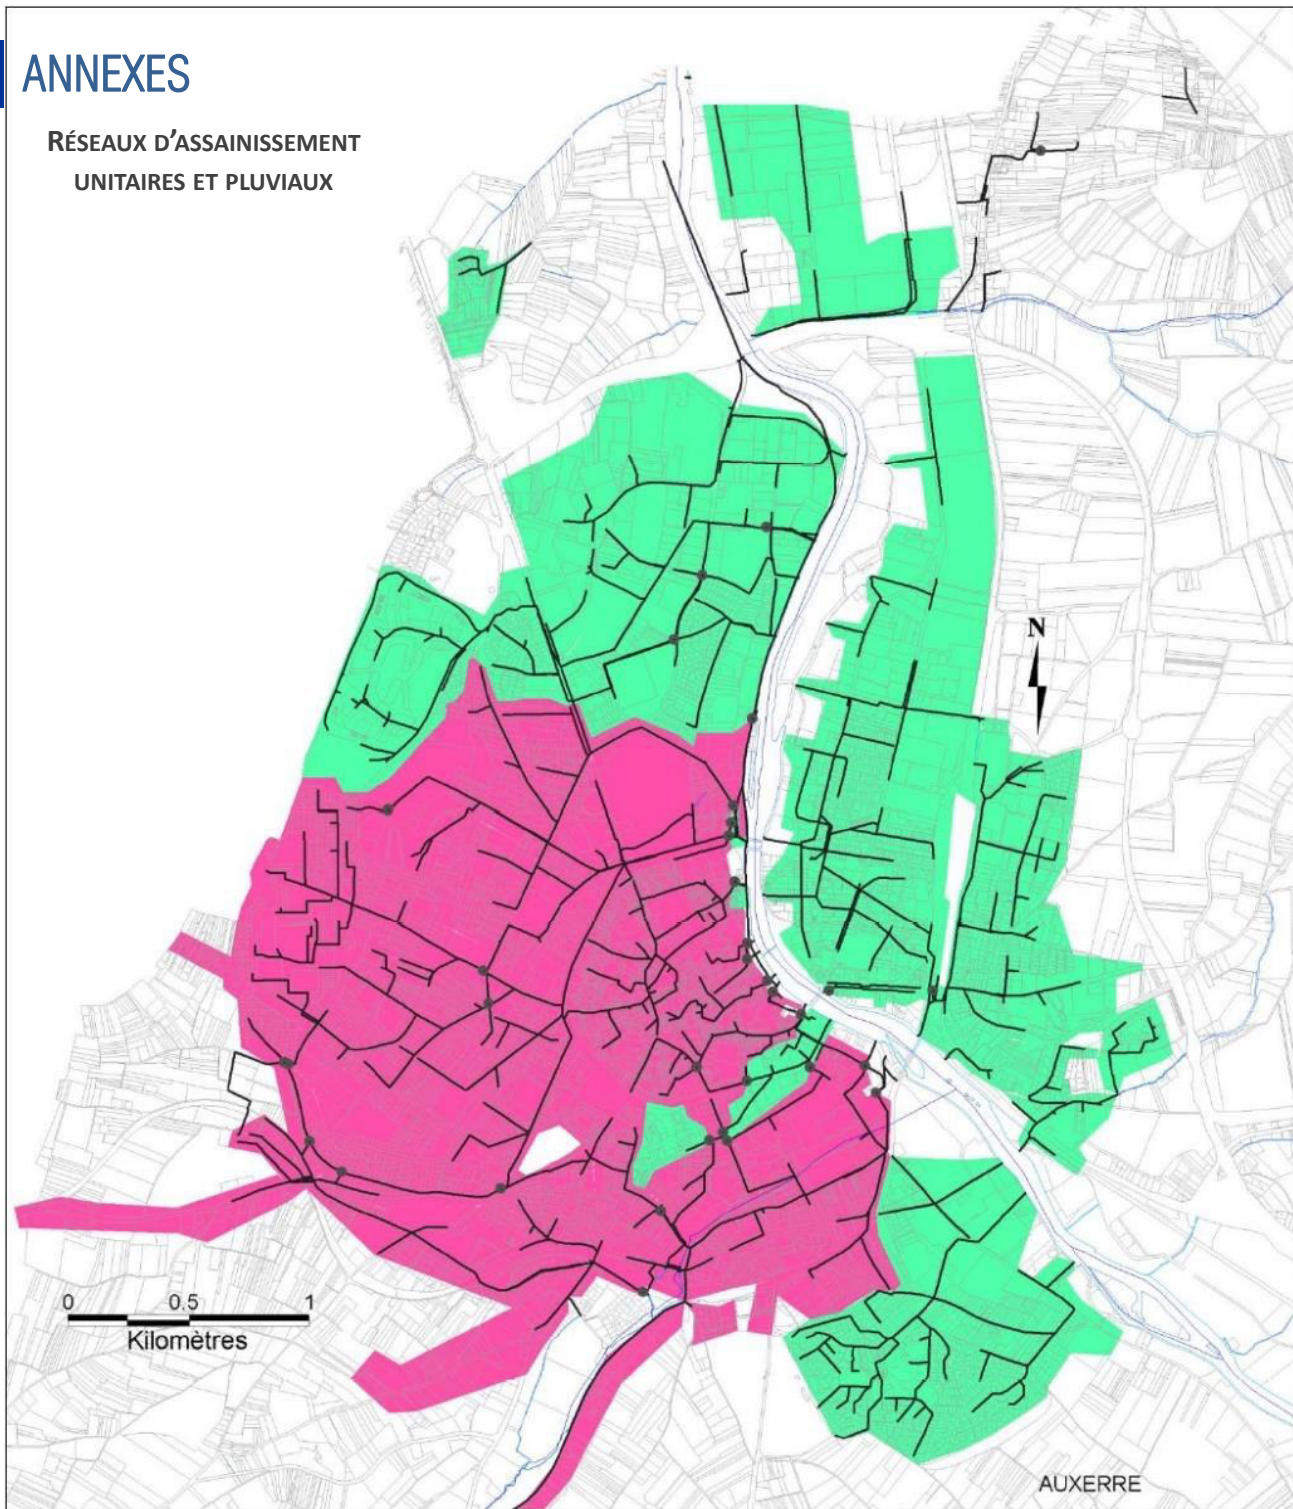 ANNEXES
RÉSEAUX D'ASSAINISSEMENT
UNITAIRES ET PLUVIAUX
N
0 0.5 1
Kilomètres
AUXERRE